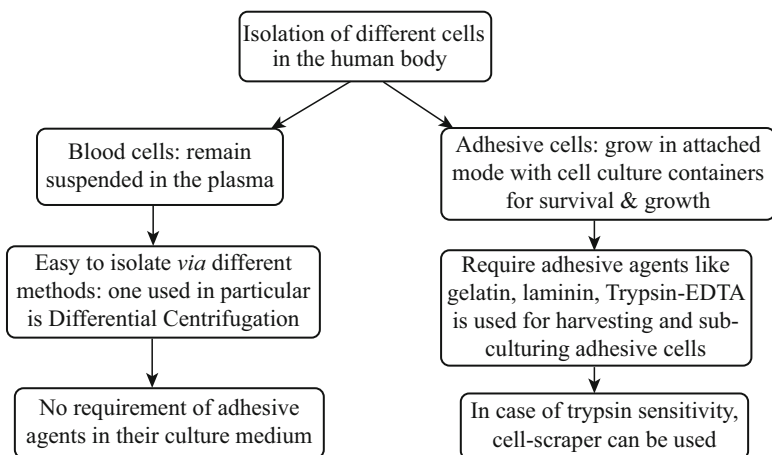 Isolation of different cells
in the human body
Blood cells: remain
suspended in the plasma
Easy to isolate via different
methods: one used in particular
is Differential Centrifugation
No requirement of adhesive
agents in their culture medium
Adhesive cells: grow in attached
mode with cell culture containers
for survival & growth
Require adhesive agents like
gelatin, laminin, Trypsin-EDTA
is used for harvesting and sub-
culturing adhesive cells
In case of trypsin sensitivity,
cell-scraper can be used